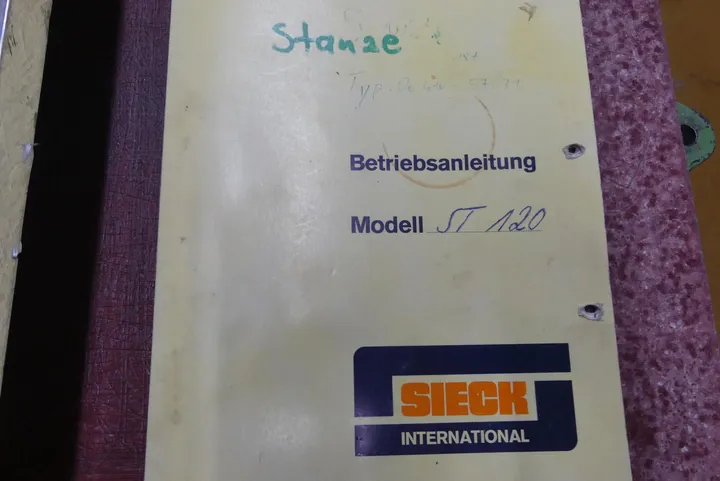 Stanze
Betriebsanleitung
Modell ST 120
SIECK
INTERNATIONAL